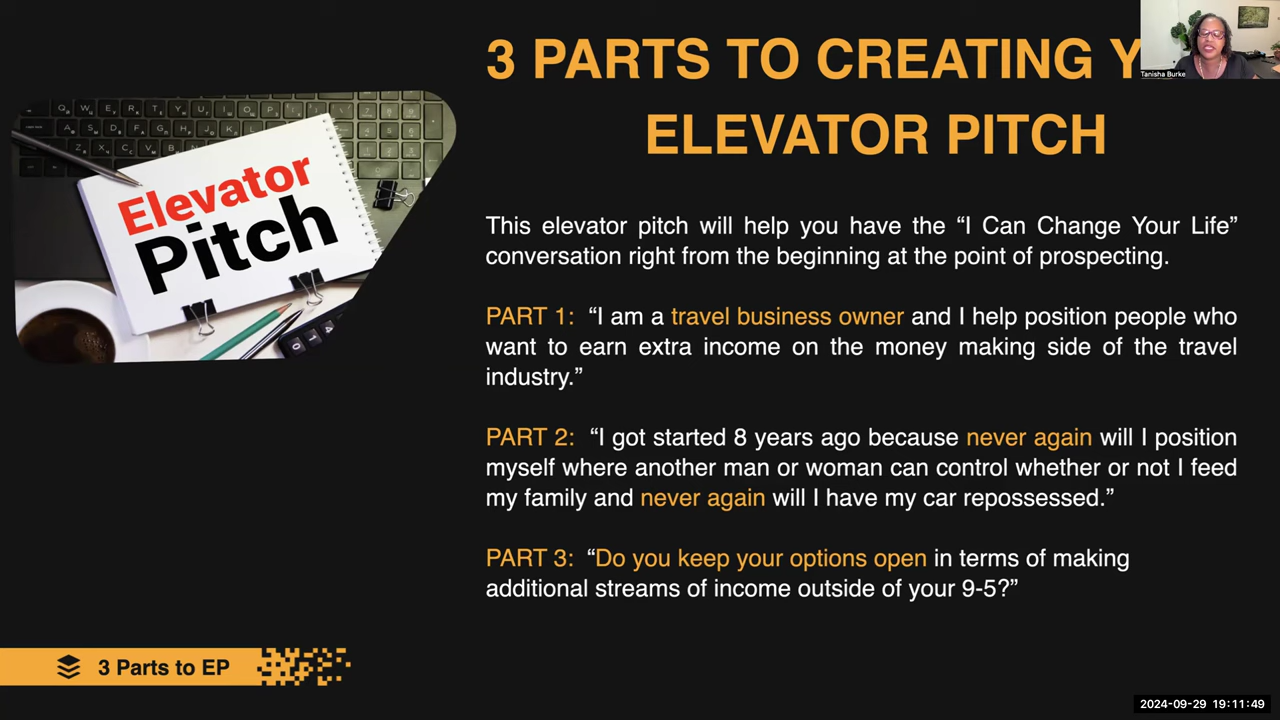 3 PARTS TO CREATING
ELEVATOR PITCH
Tanisha Burke
Elevator
Pitch
This elevator pitch will help you have the “I Can Change Your Life”
conversation right from the beginning at the point of prospecting.
PART 1: “I am a travel business owner and I help position people who
want to earn extra income on the money making side of the travel
industry.”
PART 2: “I got started 8 years ago because never again will I position
myself where another man or woman can control whether or not I feed
my family and never again will I have my car repossessed.”
PART 3: “Do you keep your options open in terms of making
additional streams of income outside of your 9-5?”
3 Parts to EP
2024-09-29 19:11:49